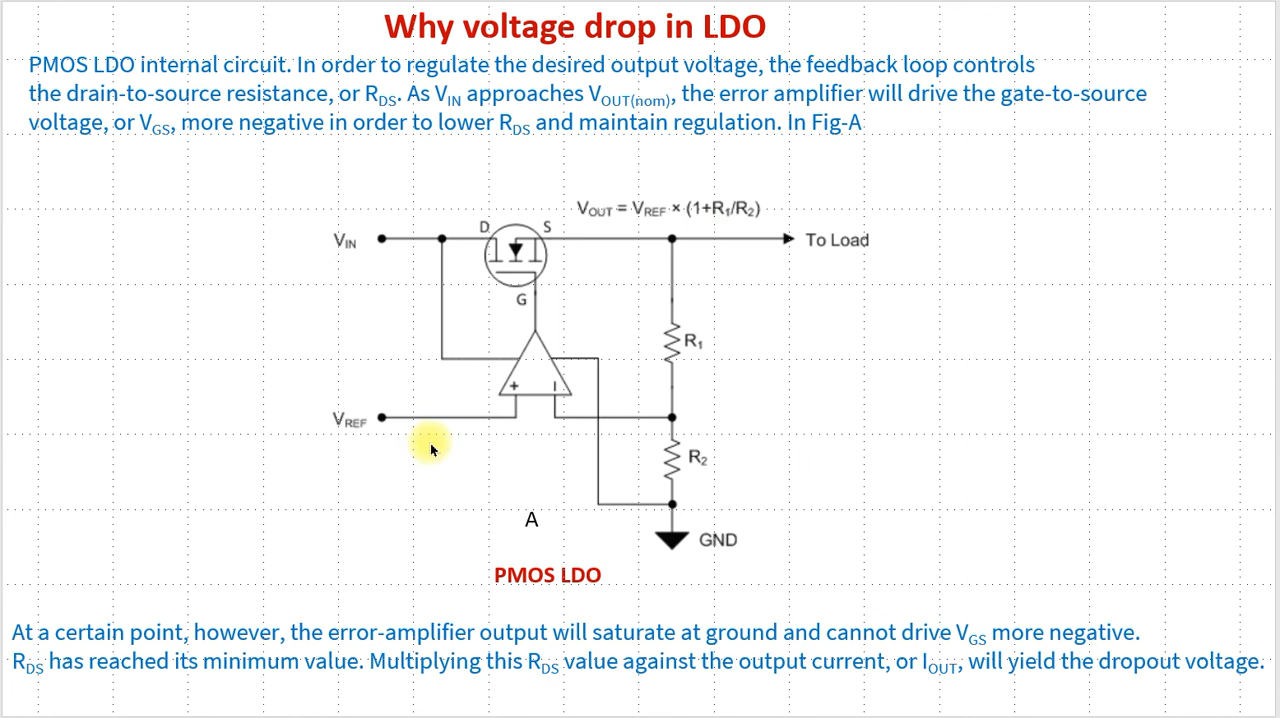 Why voltage drop in LDO
PMOS LDO internal circuit. In order to regulate the desired output voltage, the feedback loop controls
the drain-to-source resistance, or RDS. As VIN approaches VOUT(nom), the error amplifier will drive the gate-to-source
voltage, or VGS, more negative in order to lower RDS and maintain regulation. In Fig-A
VOUT = VREF × (1+R1/R2)
D
S
VIN
To Load
G
R1
+
VREF
R2
A
GND
PMOS LDO
At a certain point, however, the error-amplifier output will saturate at ground and cannot drive VGS more negative.
RDS has reached its minimum value. Multiplying this RDS value against the output current, or IOUT, will yield the dropout voltage.